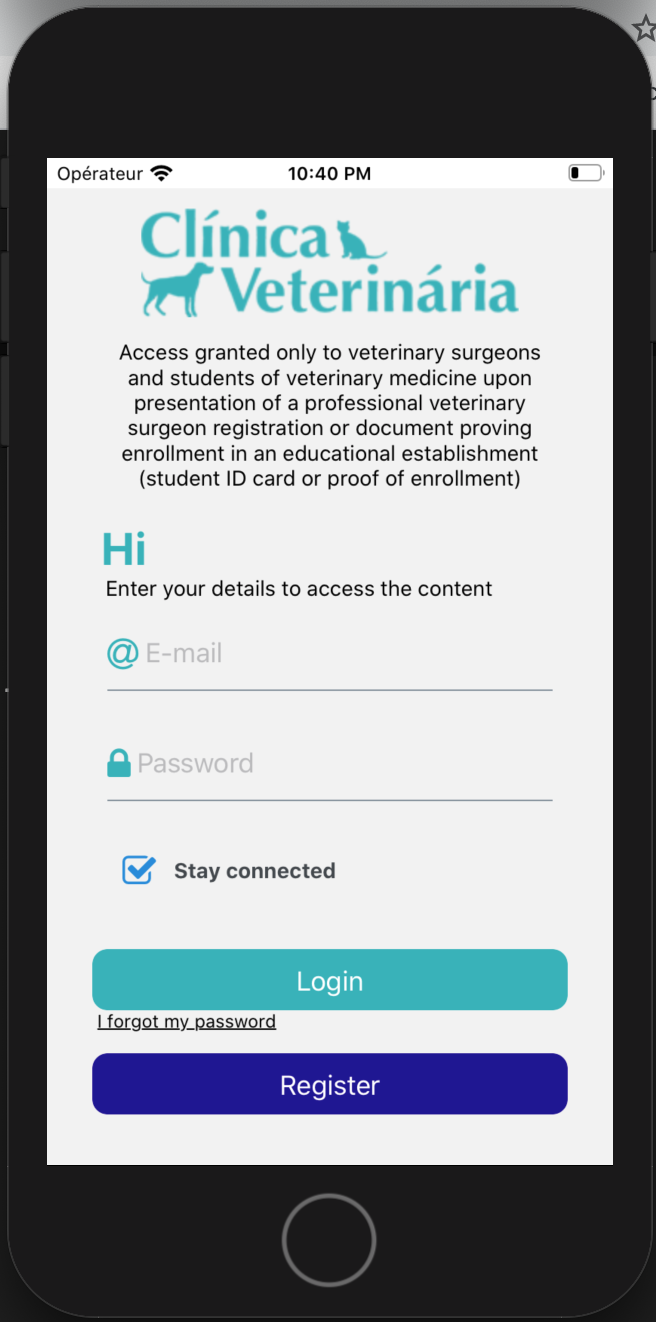 Opérateur 10:40 PM
Clínica
Veterinária
Access granted only to veterinary surgeons
and students of veterinary medicine upon
presentation of a professional veterinary
surgeon registration or document proving
enrollment in an educational establishment
(student ID card or proof of enrollment)
Hi
Enter your details to access the content
@ E-mail
Password
Stay connected
Login
I forgot my password
Register